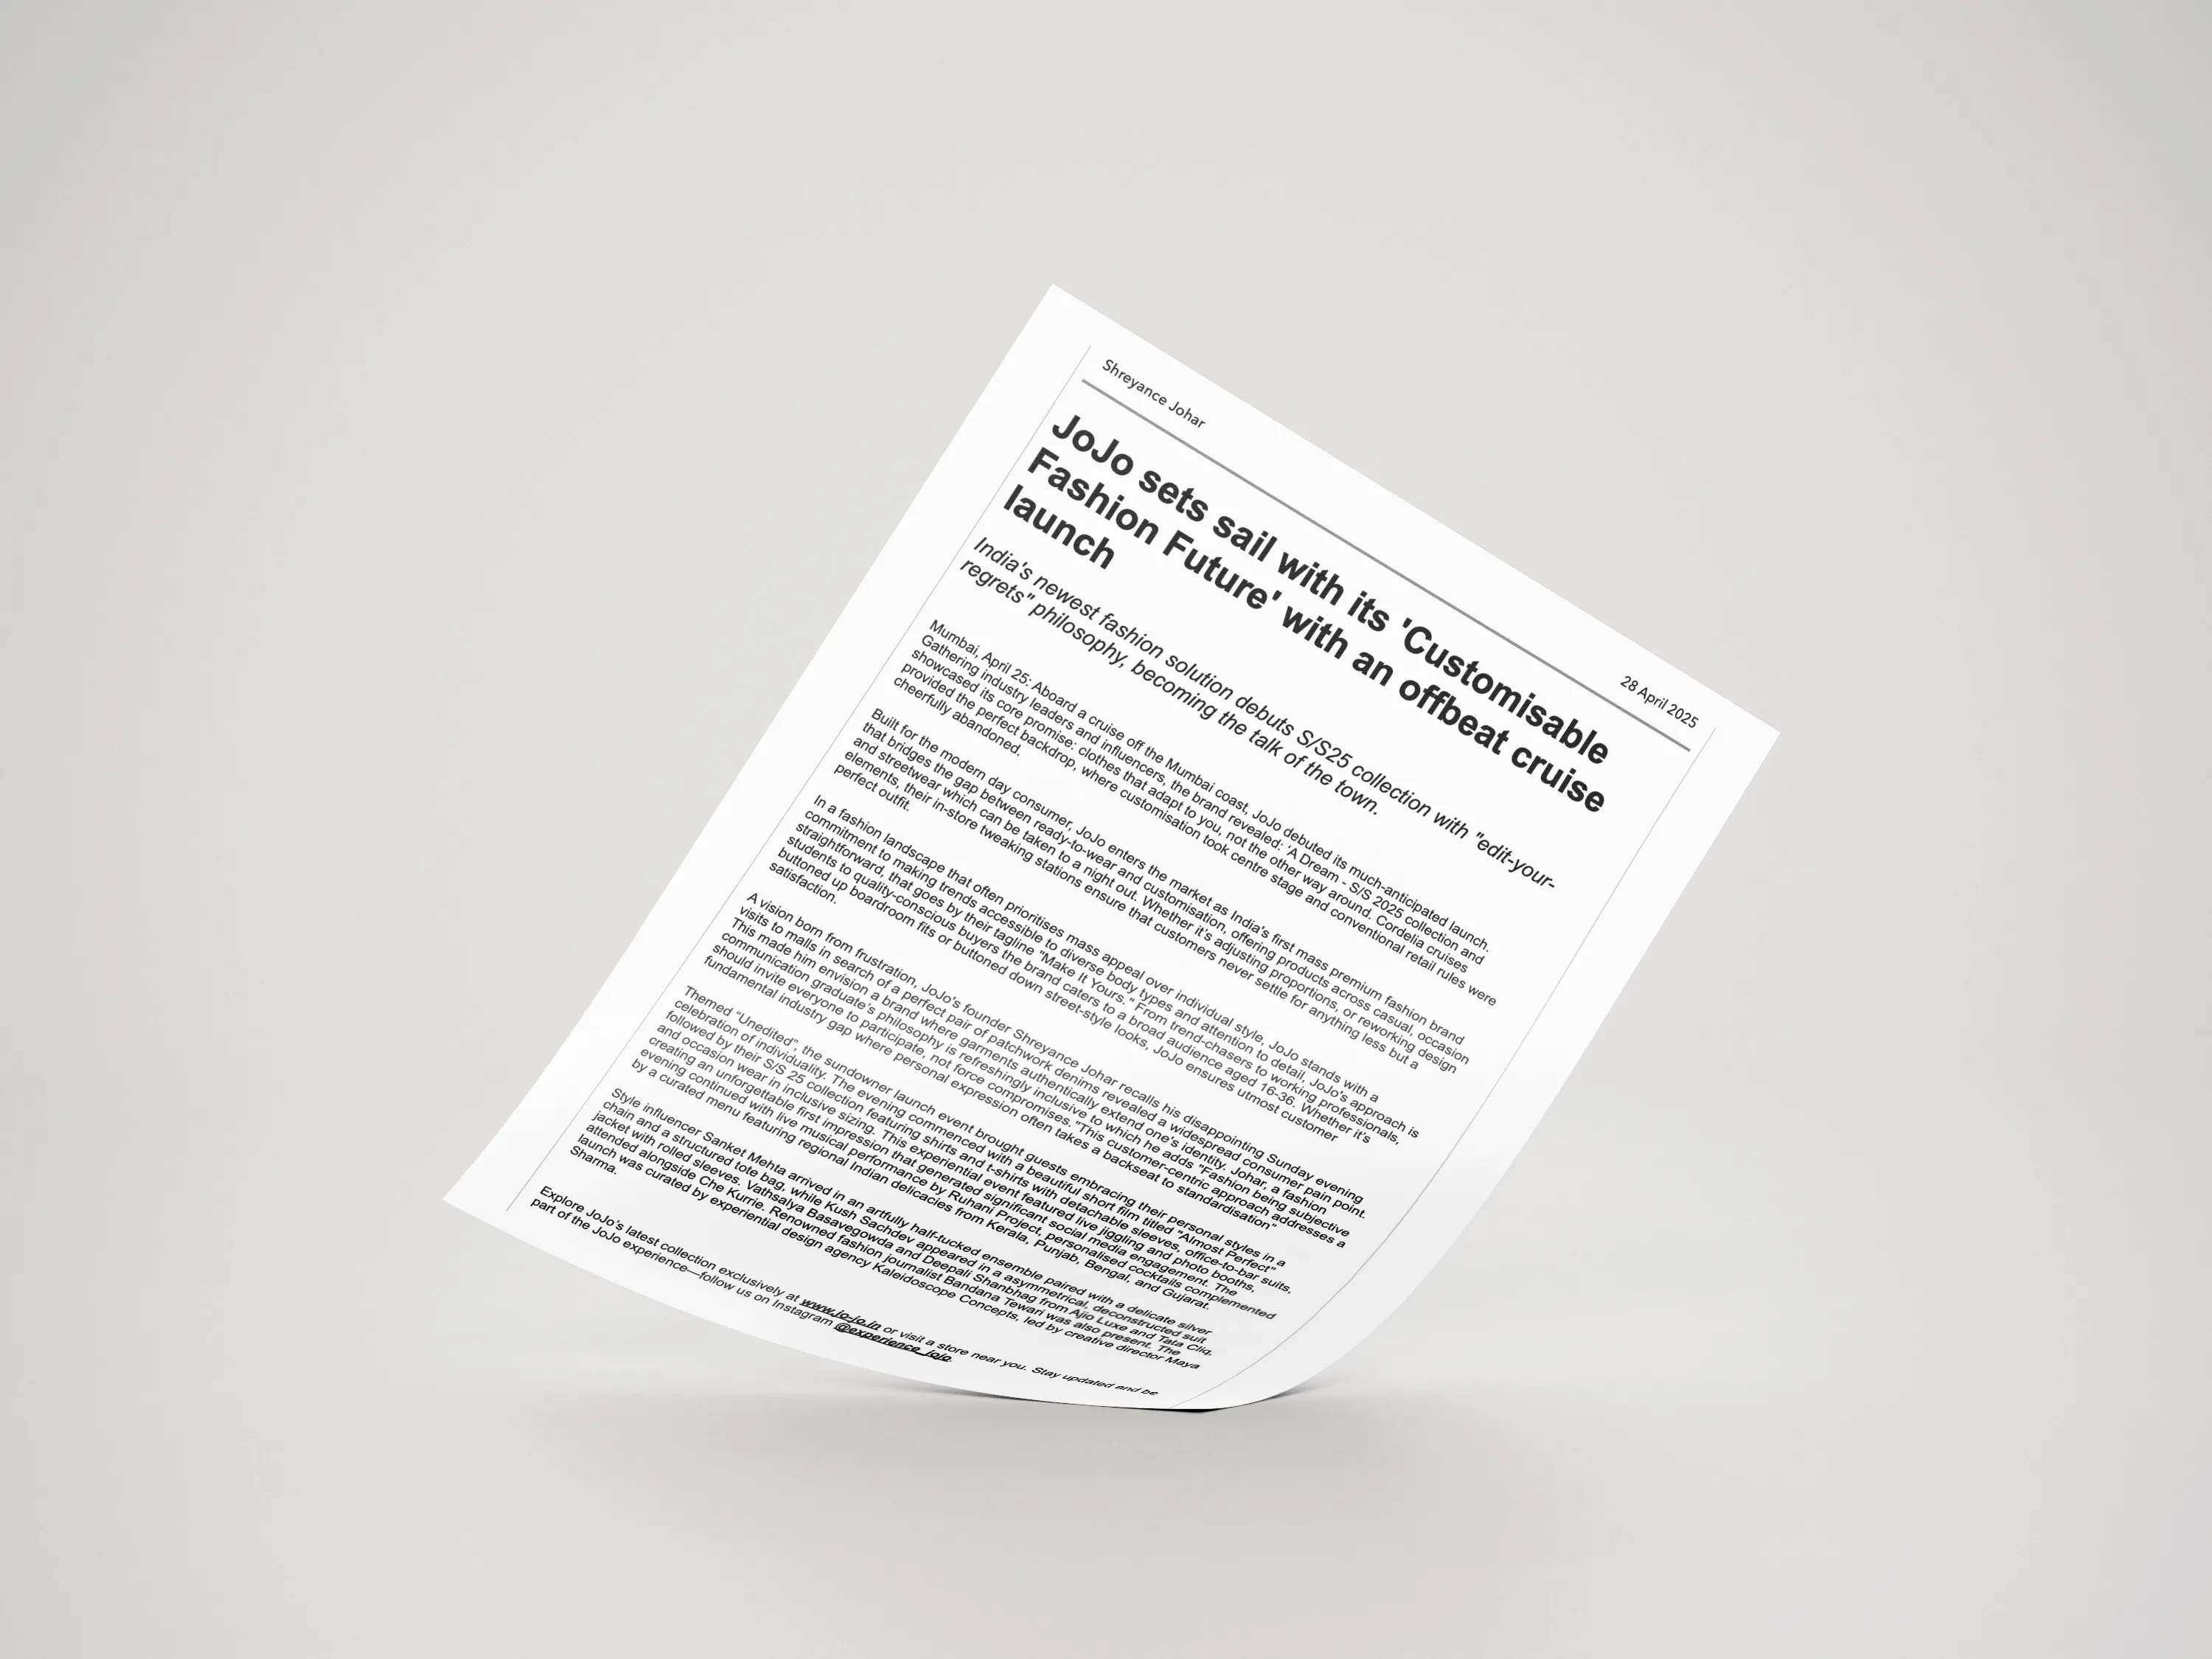 Shreyance Johar
28 April 2025
JoJo sets sail with its 'Customisable
Fashion Future' with an offbeat cruise
launch
India's newest fashion solution debuts S/S25 collection with "edit-your-
regrets" philosophy, becoming the talk of the town.
Mumbai, April 25: Aboard a cruise off the Mumbai coast, JoJo debuted its much-anticipated launch.
Gathering industry leaders and influencers, the brand revealed: 'A Dream - S/S 2025 collection and
showcased its core promise: clothes that adapt to you, not the other way around. Cordelia cruises
provided the perfect backdrop, where customisation took centre stage and conventional retail rules were
cheerfully abandoned.
Built for the modern day consumer, JoJo enters the market as India's first mass premium fashion brand
that bridges the gap between ready-to-wear and customisation, offering products across casual, occasion
and streetwear which can be taken to a night out. Whether it's adjusting proportions, or reworking design
elements, their in-store tweaking stations ensure that customers never settle for anything less but a
perfect outfit.
In a fashion landscape that often prioritises mass appeal over individual style, JoJo stands with a
commitment to making trends accessible to diverse body types and attention to detail, JoJo's approach is
straightforward, that goes by their tagline "Make It Yours." From trend-chasers to working professionals,
students to quality-conscious buyers the brand caters to a broad audience aged 16-36. Whether it's
buttoned up boardroom fits or buttoned down street-style looks, JoJo ensures utmost customer
satisfaction.
A vision born from frustration, JoJo's founder Shreyance Johar recalls his disappointing Sunday evening
visits to malls in search of a perfect pair of patchwork denims revealed a widespread consumer pain point.
This made him envision a brand where garments authentically extend one's identity. Johar, a fashion
communication graduate's philosophy is refreshingly inclusive to which he adds "Fashion being subjective
should invite everyone to participate, not force compromises. "This customer-centric approach addresses a
fundamental industry gap where personal expression often takes a backseat to standardisation"
Themed "Unedited", the sundowner launch event brought guests embracing their personal styles in a
celebration of individuality. The evening commenced with a beautiful short film titled "Almost Perfect"
followed by their S/S 25 collection featuring shirts and t-shirts with detachable sleeves, office-to-bar suits,
and occasion wear in inclusive sizing. This experiential event featured live jiggling and photo booths,
creating an unforgettable first impression that generated significant social media engagement. The
evening continued with live musical performance by Ruhani Project, personalised cocktails complemented
by a curated menu featuring regional Indian delicacies from Kerala, Punjab, Bengal, and Gujarat.
Style influencer Sanket Mehta arrived in an artfully half-tucked ensemble paired with a delicate silver
chain and a structured tote bag, while Kush Sachdev appeared in a asymmetrical, deconstructed suit
jacket with rolled sleeves. Vathsalya Basavegowda and Deepali Shanbhag from Ajio Luxe and Tata Cliq,
attended alongside Che Kurrie. Renowned fashion journalist Bandana Tewari was also present. The
launch was curated by experiential design agency Kaleidoscope Concepts, led by creative director Maya
Sharma.
Explore JoJo's latest collection exclusively at www.jo-jo.in or visit a store near you. Stay updated and be
part of the JoJo experience—follow us on Instagram @experience_jojo.